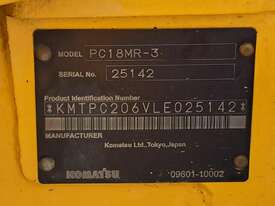 MODEL PC18MR-3
SERIAL No. 25142
Product Identification Number
*KMTPC206VLE025142*
MANUFACTURER
Komatsu Ltd., Tokyo, Japan
KOMATSU 09601-10002